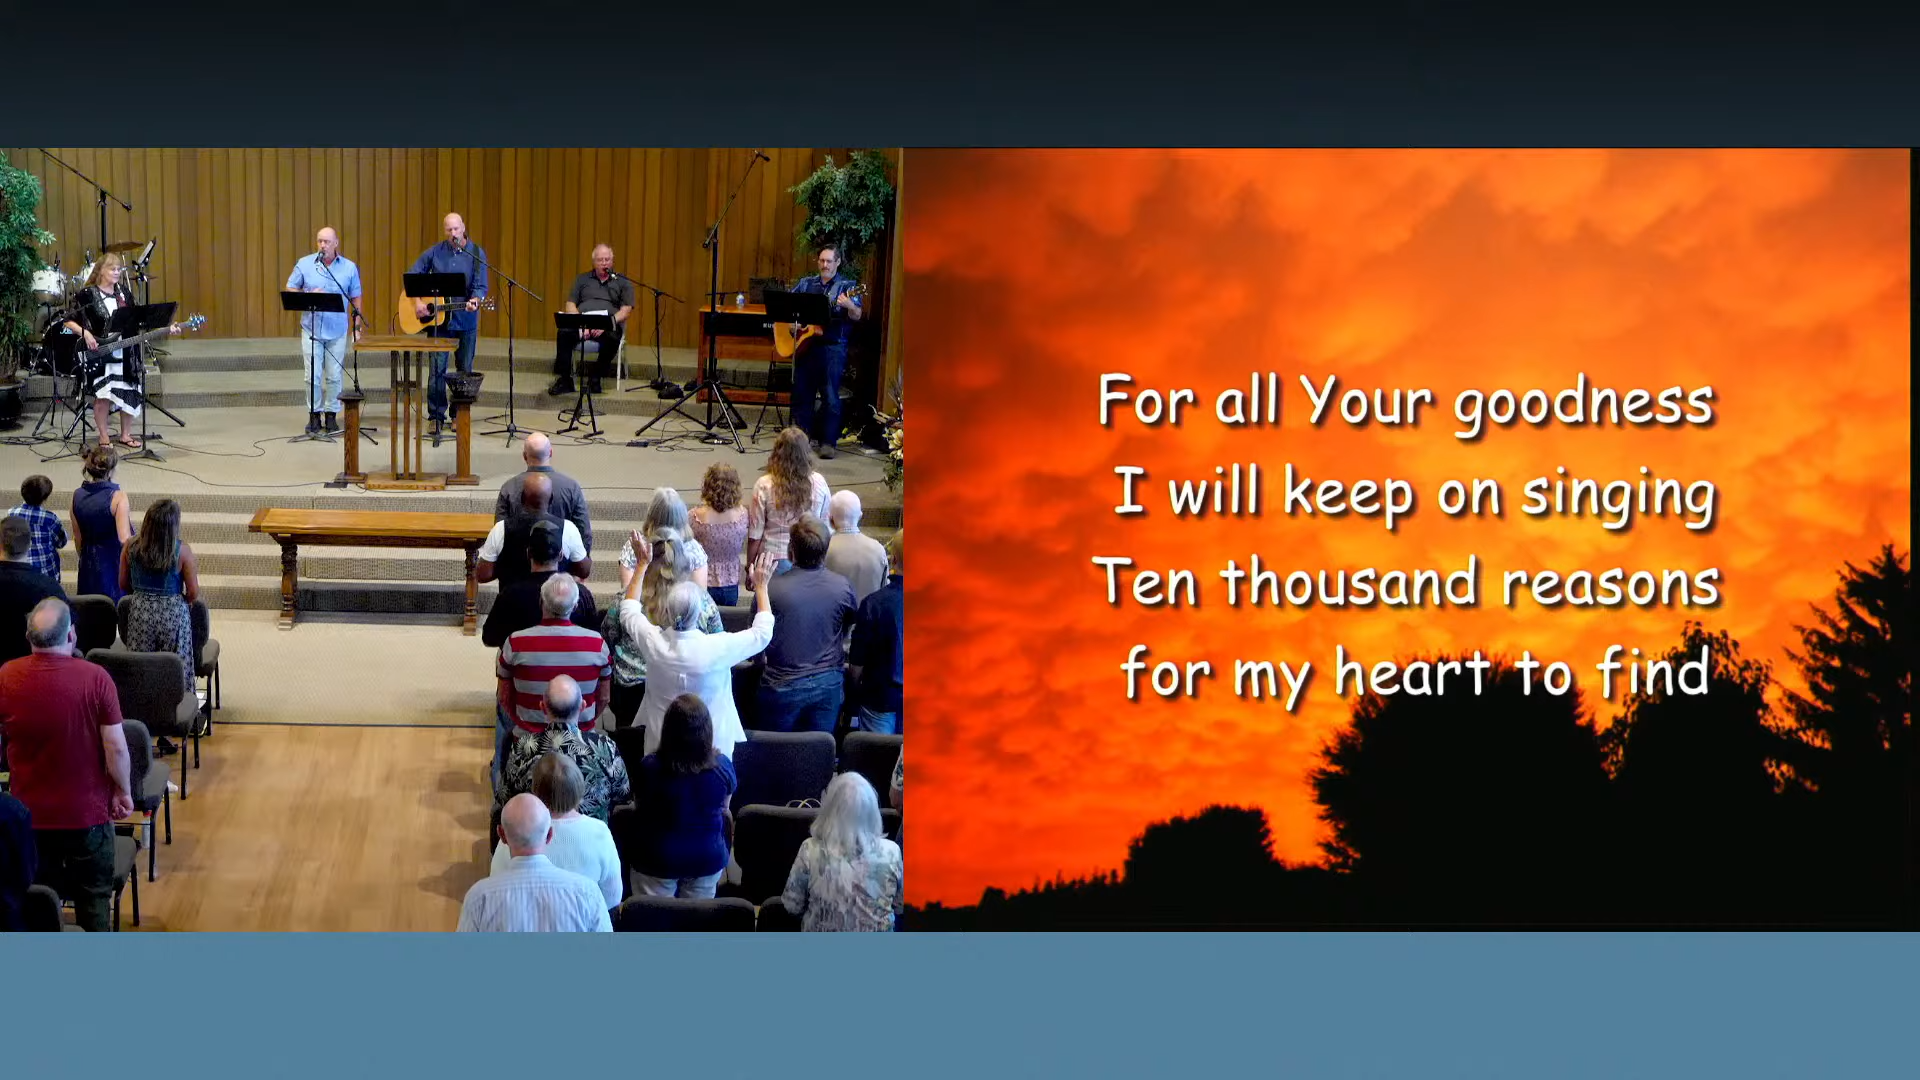 For all Your goodness
I will keep on singing
Ten thousand reasons
for my heart to find